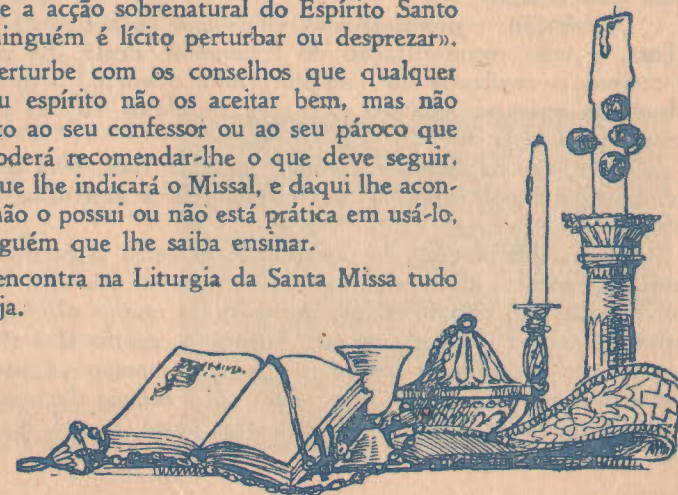 e a acção sobrenatural do Espírito Santo
ninguém é lícito perturbar ou desprezar».
erturbe com os conselhos que qualquer
u espírito não os aceitar bem, mas não
to ao seu confessor ou ao seu pároco que
oderá recomendar-lhe o que deve seguir.
ue lhe indicará o Missal, e daqui lhe acon-
não o possui ou não está prática em usá-lo,
guém que lhe saiba ensinar.
encontra na Liturgia da Santa Missa tudo
ja.